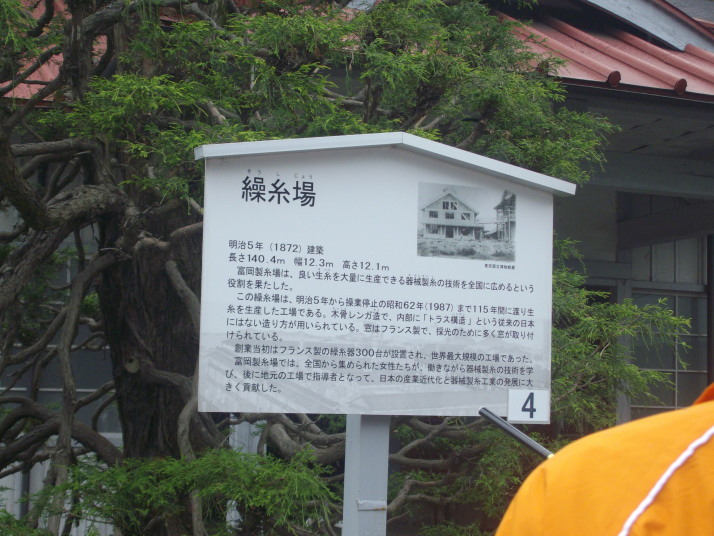 そうしじょう
繰糸場
明治5年（1872）建築
長さ140.4m 幅12.3m 高さ12.1m
富岡製糸場は、良い生糸を大量に生産できる器械製糸の技術を全国に広めるという
役割を果たした。
この繰糸場は、明治5年から操業停止の昭和62年(1987)まで115年間に渡り生
糸を生産した工場である。木骨レンガ造で、内部に「トラス構造」という従来の日本
にはない造り方が用いられている。窓はフランス製で、採光のために多く窓が取り付
けられている。
創業当初はフランス製の繰糸器300台が設置され、世界最大規模の工場であった。
富岡製糸場では。全国から集められた女性たちが、働きながら器械製糸の技術を学
び、後に地元の工場で指導者となって、日本の産業近代化と器械製糸工業の発展に大
きく貢献した。
4